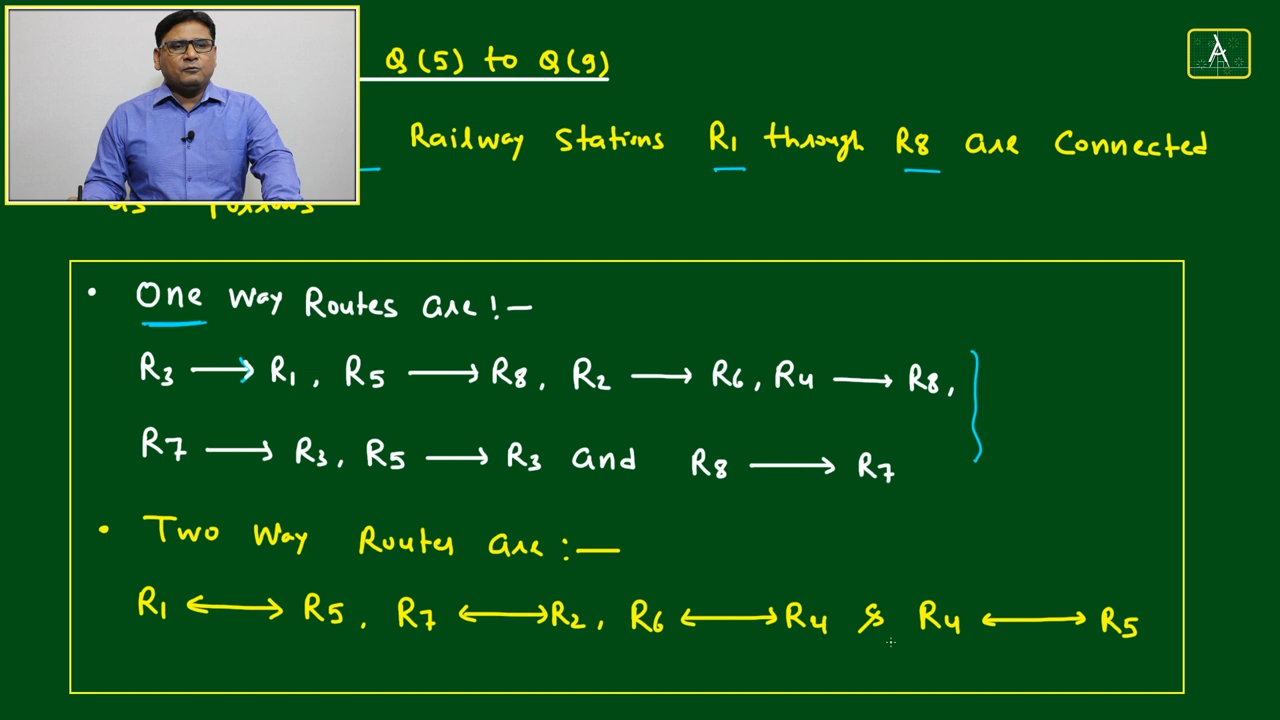 Q(5) to Q(9)
Railway Stations R1 through R8 are Connected
as follows
• One Way Routes are :-
R3 → R1, R5 → R8, R2 → R6, R4 → R8,
R7 → R3, R5 → R3 and R8 → R7
• Two Way Routes are :-
R1 ↔ R5, R7 ↔ R2, R6 ↔ R4 & R4 ↔ R5